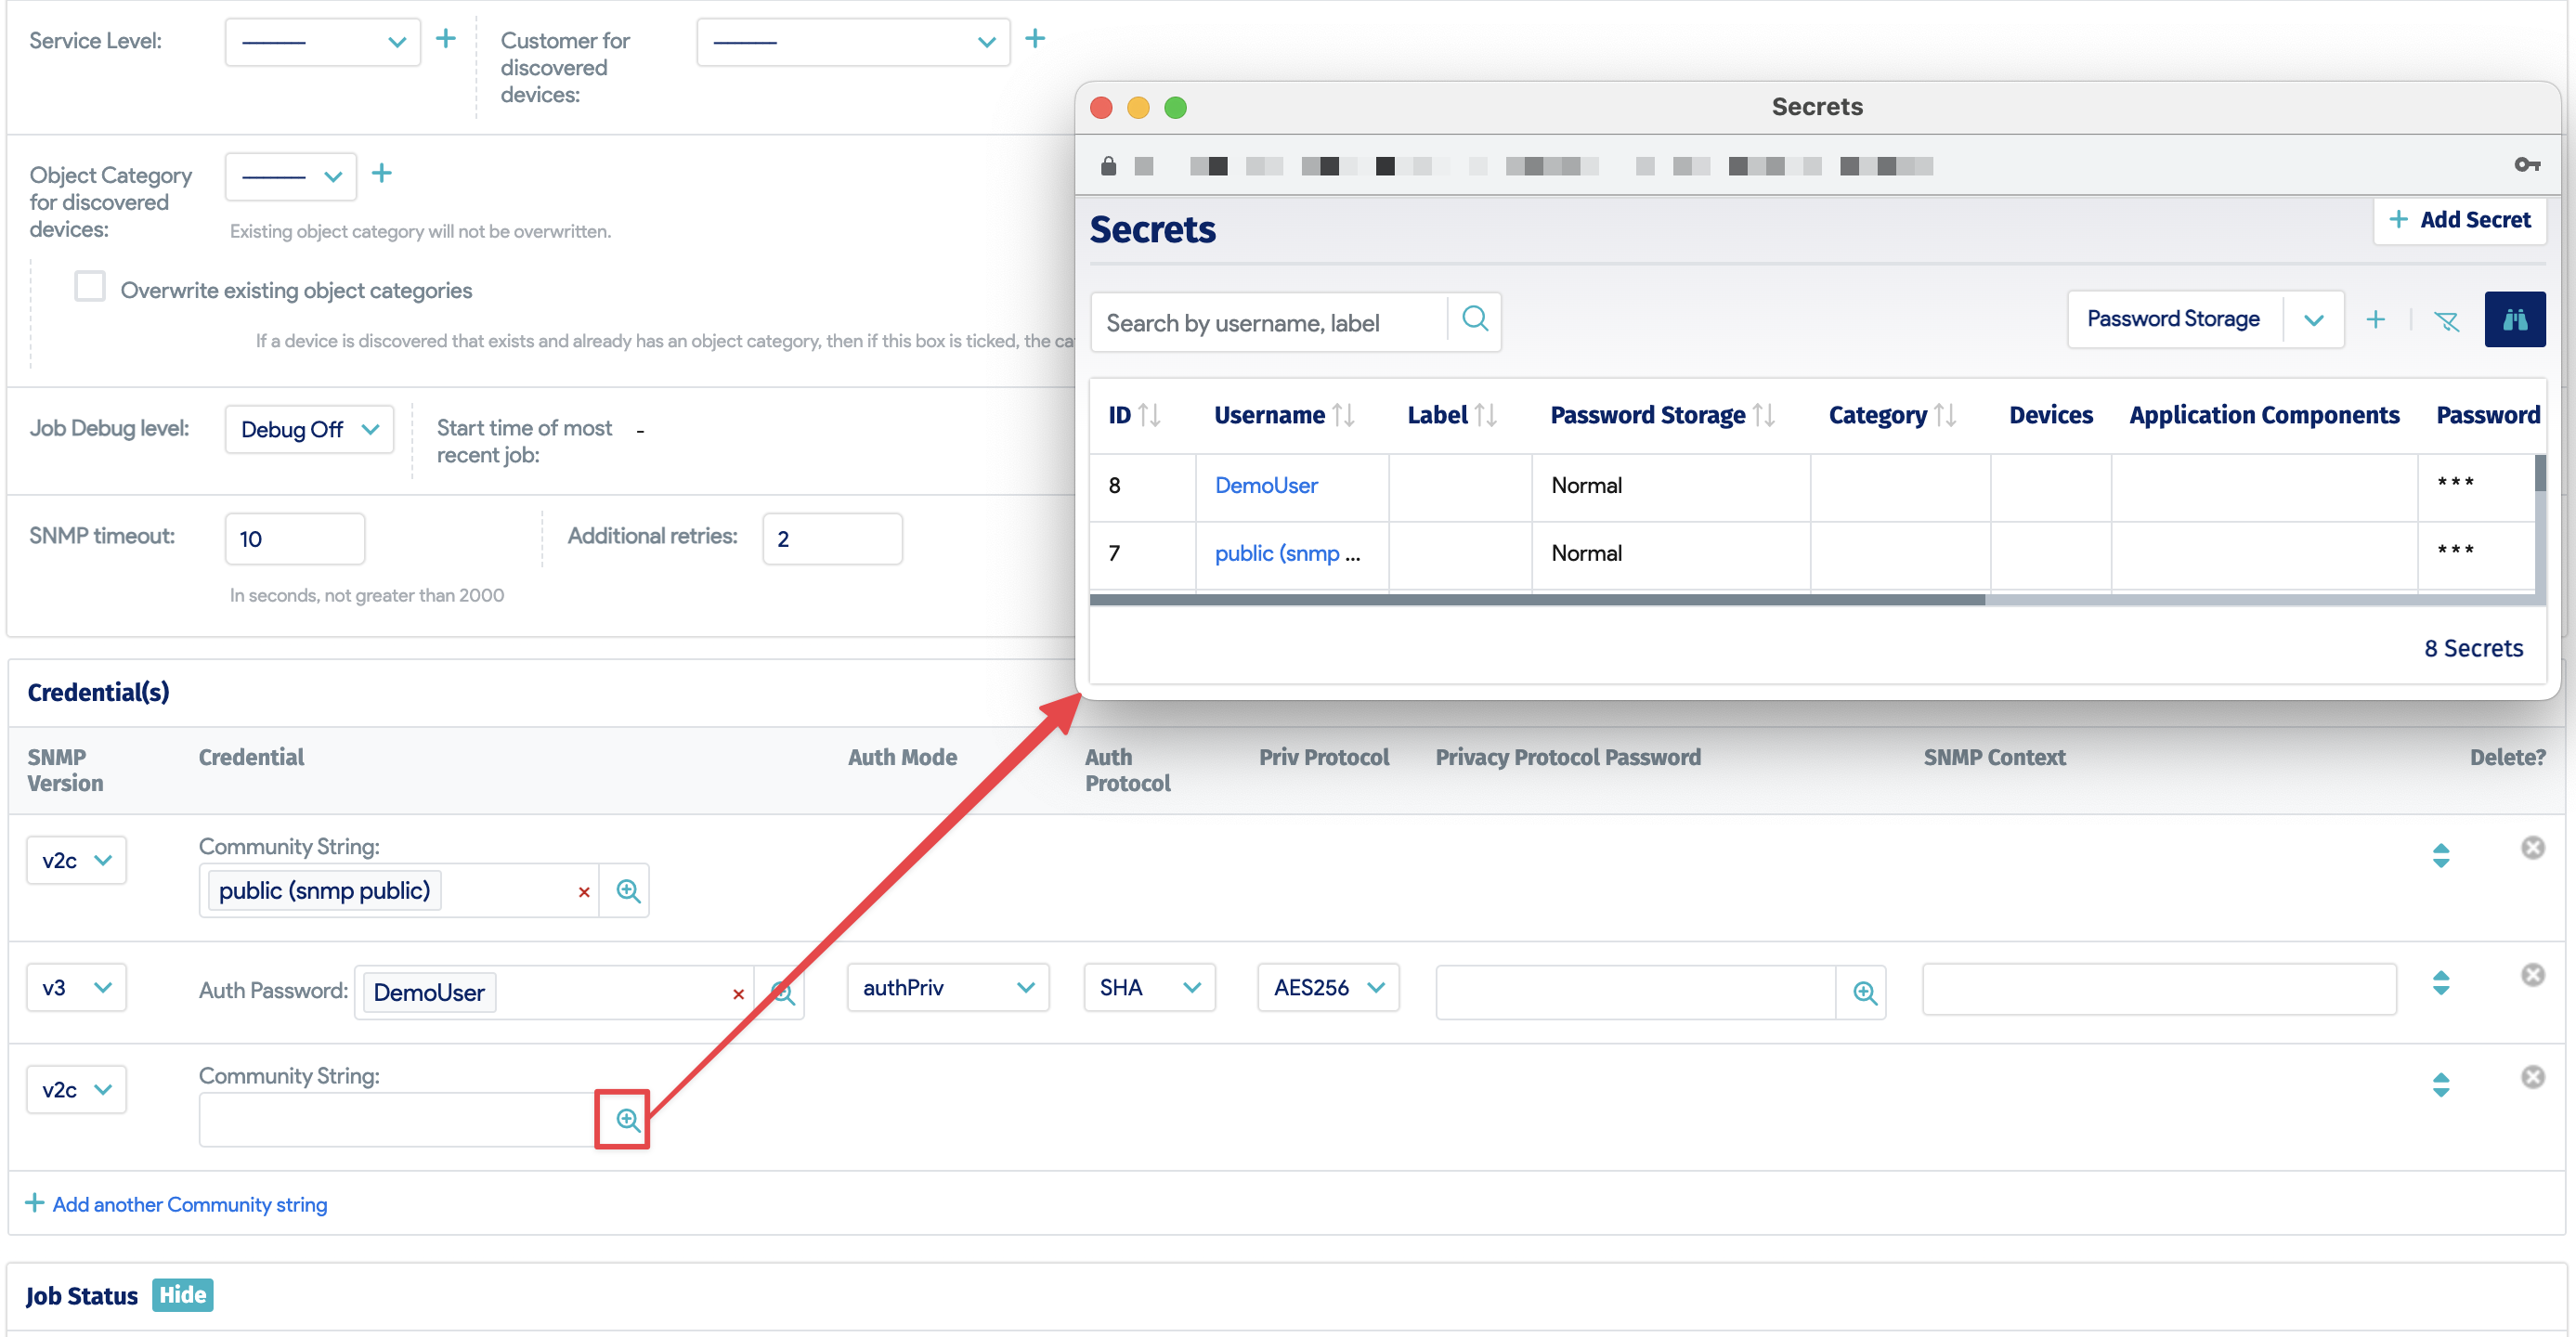 Service Level:
Customer for
discovered
devices:
Object Category
for discovered
devices:
Existing object category will not be overwritten.
Overwrite existing object categories
If a device is discovered that exists and already has an object category, then if this box is ticked, the
Job Debug level:
Debug Off
Start time of most
recent job:
-
SNMP timeout:
10
Additional retries:
2
In seconds, not greater than 2000
Secrets
Secrets
Add Secret
Search by username, label
Password Storage
ID
Username
Label
Password Storage
Category
Devices
Application Components
Password
8
DemoUser
Normal
***
7
public (snmp ...
Normal
***
8 Secrets
Credential(s)
SNMP
Version
Credential
Auth Mode
Auth
Protocol
Priv Protocol
Privacy Protocol Password
SNMP Context
Delete?
v2c
Community String:
public (snmp public)
v3
Auth Password:
DemoUser
authPriv
SHA
AES256
v2c
Community String:
Add another Community string
Job Status
Hide